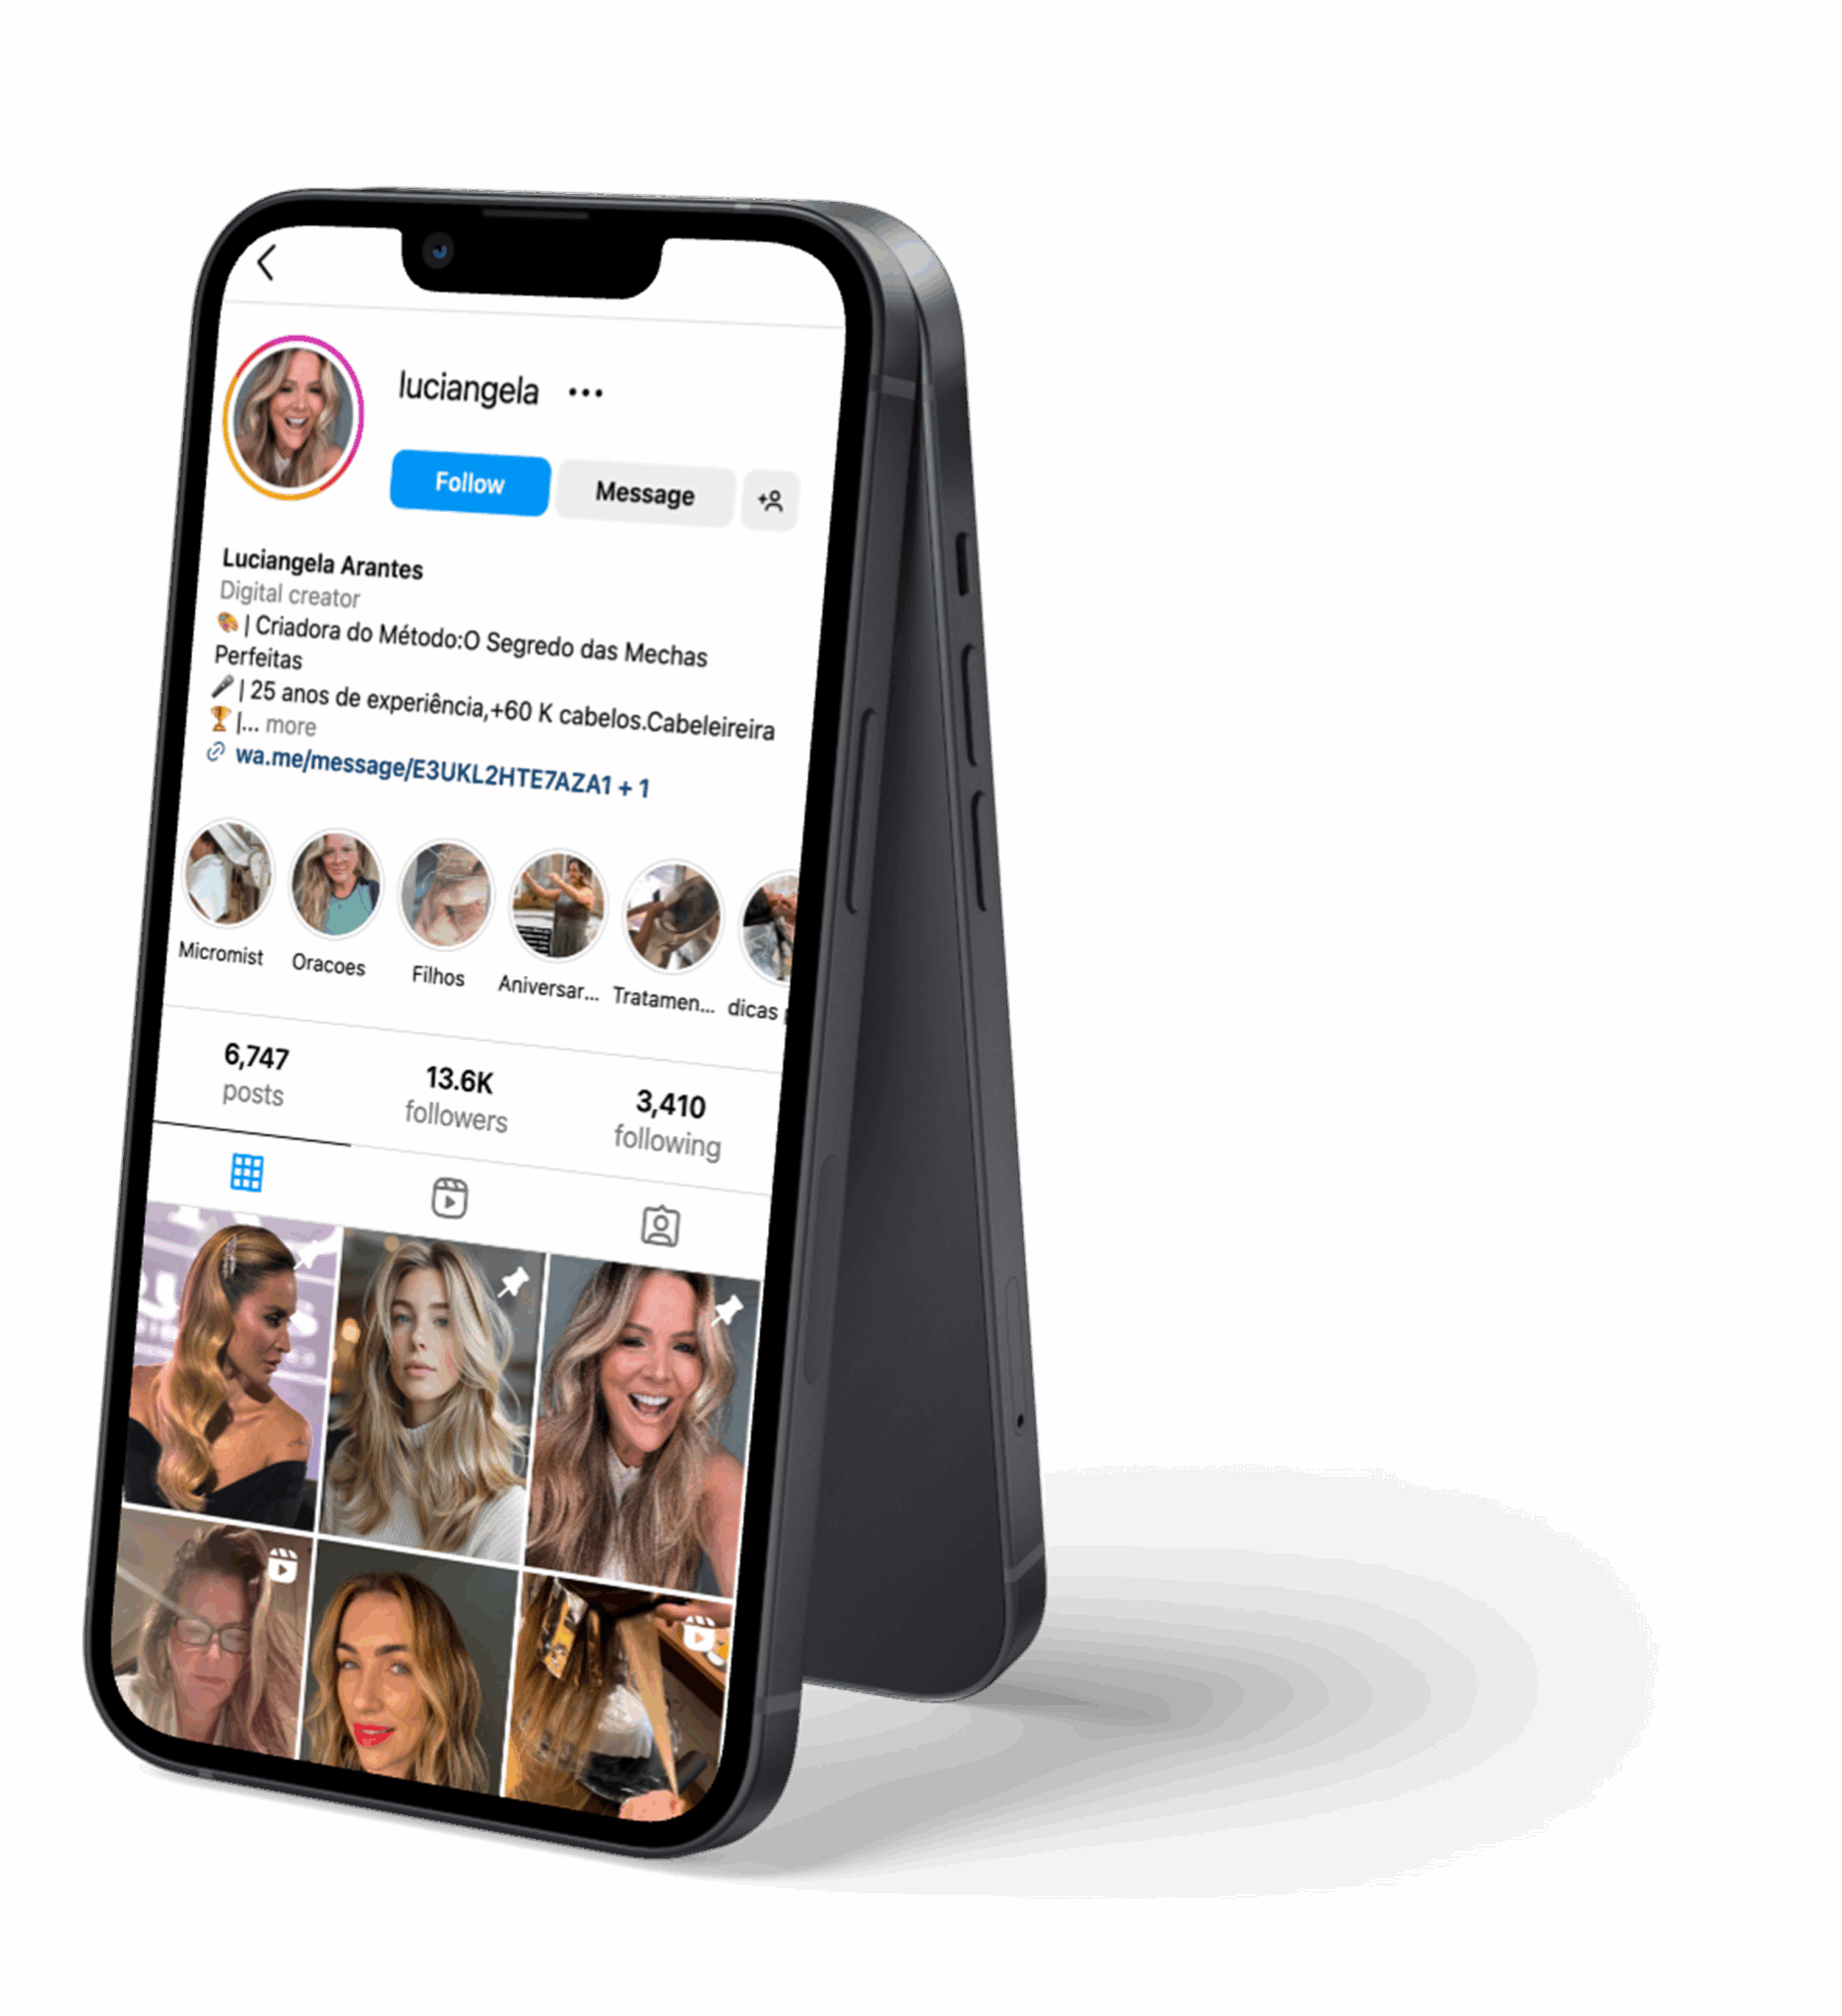 luciangela
Follow
Message
Luciangela Arantes
Digital creator
🎨 | Criadora do Método:O Segredo das Mechas
Perfeitas
🎤 | 25 anos de experiência,+60 K cabelos.Cabeleireira
🏆 |... more
wa.me/message/E3UKL2HTE7AZA1 + 1
Micromist Oracoes Filhos Aniversar... Tratamen... dicas
6,747 13.6K 3,410
posts followers following